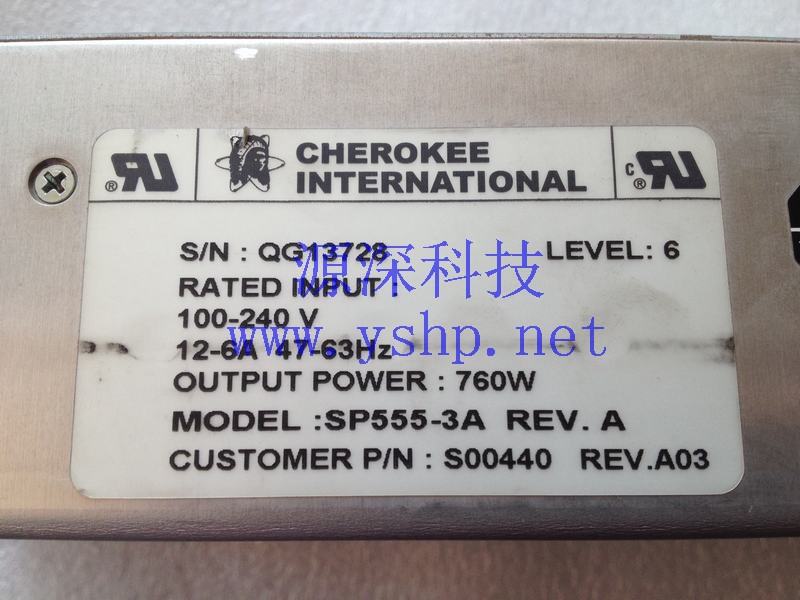 CHEROKEE
INTERNATIONAL
S/N : QG13728 LEVEL: 6
源深科技
RATED INPUT :
100-240 V
www.yshp.net
12-6A 47-63Hz
OUTPUT POWER : 760W
MODEL :SP555-3A REV. A
CUSTOMER P/N : S00440 REV.A03